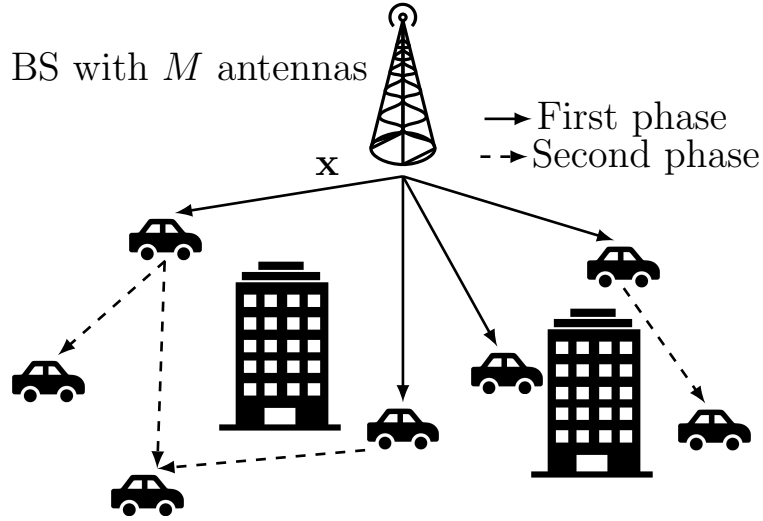 BS with M antennas
First phase
Second phase
x